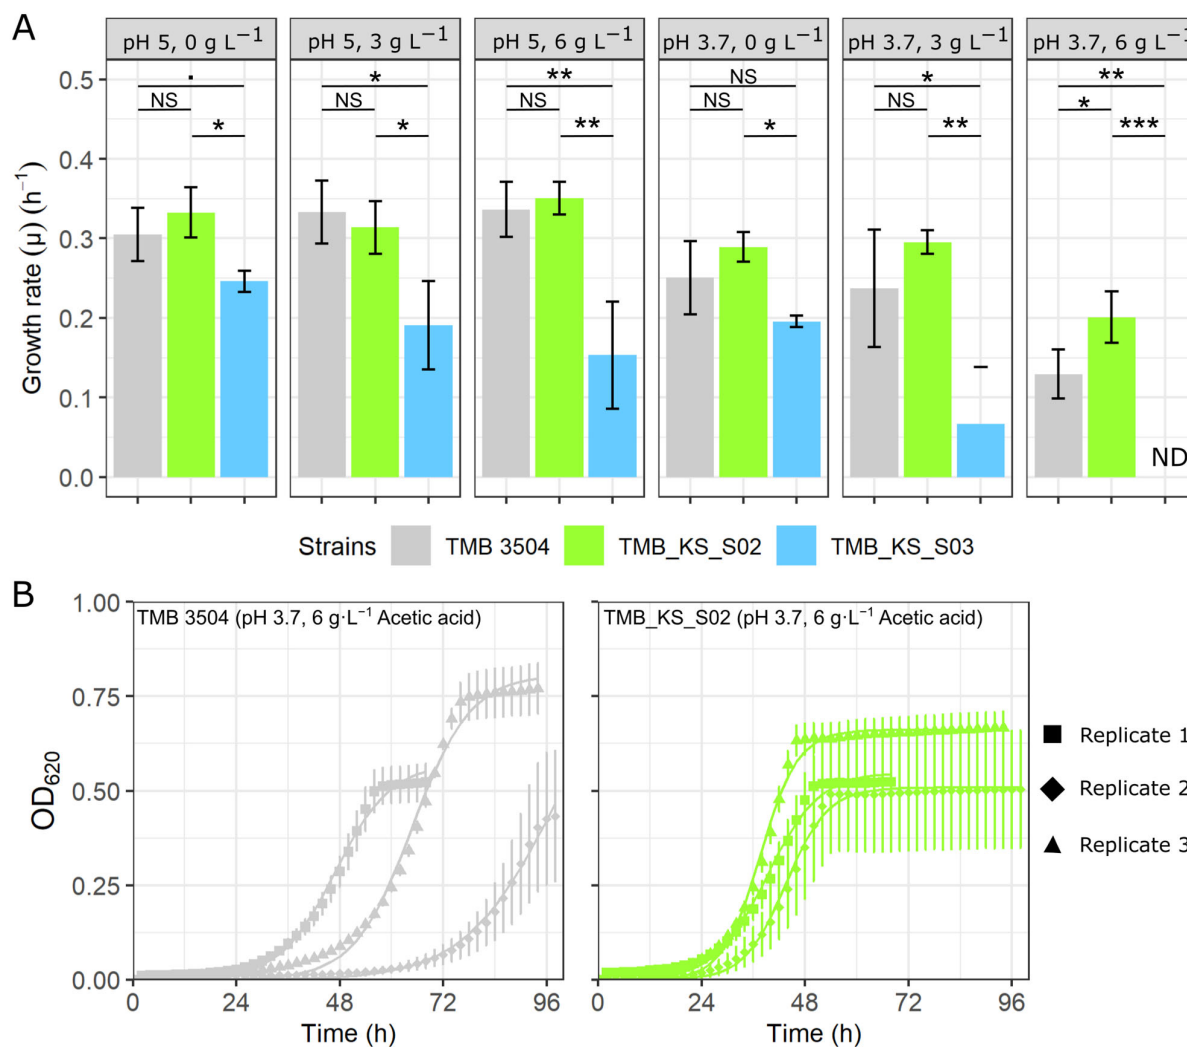 A
pH 5, 0 g L⁻¹ pH 5, 3 g L⁻¹ pH 5, 6 g L⁻¹ pH 3.7, 0 g L⁻¹ pH 3.7, 3 g L⁻¹ pH 3.7, 6 g L⁻¹
Growth rate (μ) (h⁻¹)
0.5
0.4
0.3
0.2
0.1
0.0
. * ** NS * **
NS NS NS NS NS *
* * ** * ** ***
ND
Strains TMB 3504 TMB_KS_S02 TMB_KS_S03
B
OD₆₂₀
1.00
0.75
0.50
0.25
0.00
TMB 3504 (pH 3.7, 6 g·L⁻¹ Acetic acid)
0 24 48 72 96
Time (h)
TMB_KS_S02 (pH 3.7, 6 g·L⁻¹ Acetic acid)
0 24 48 72 96
Time (h)
Replicate 1
Replicate 2
Replicate 3